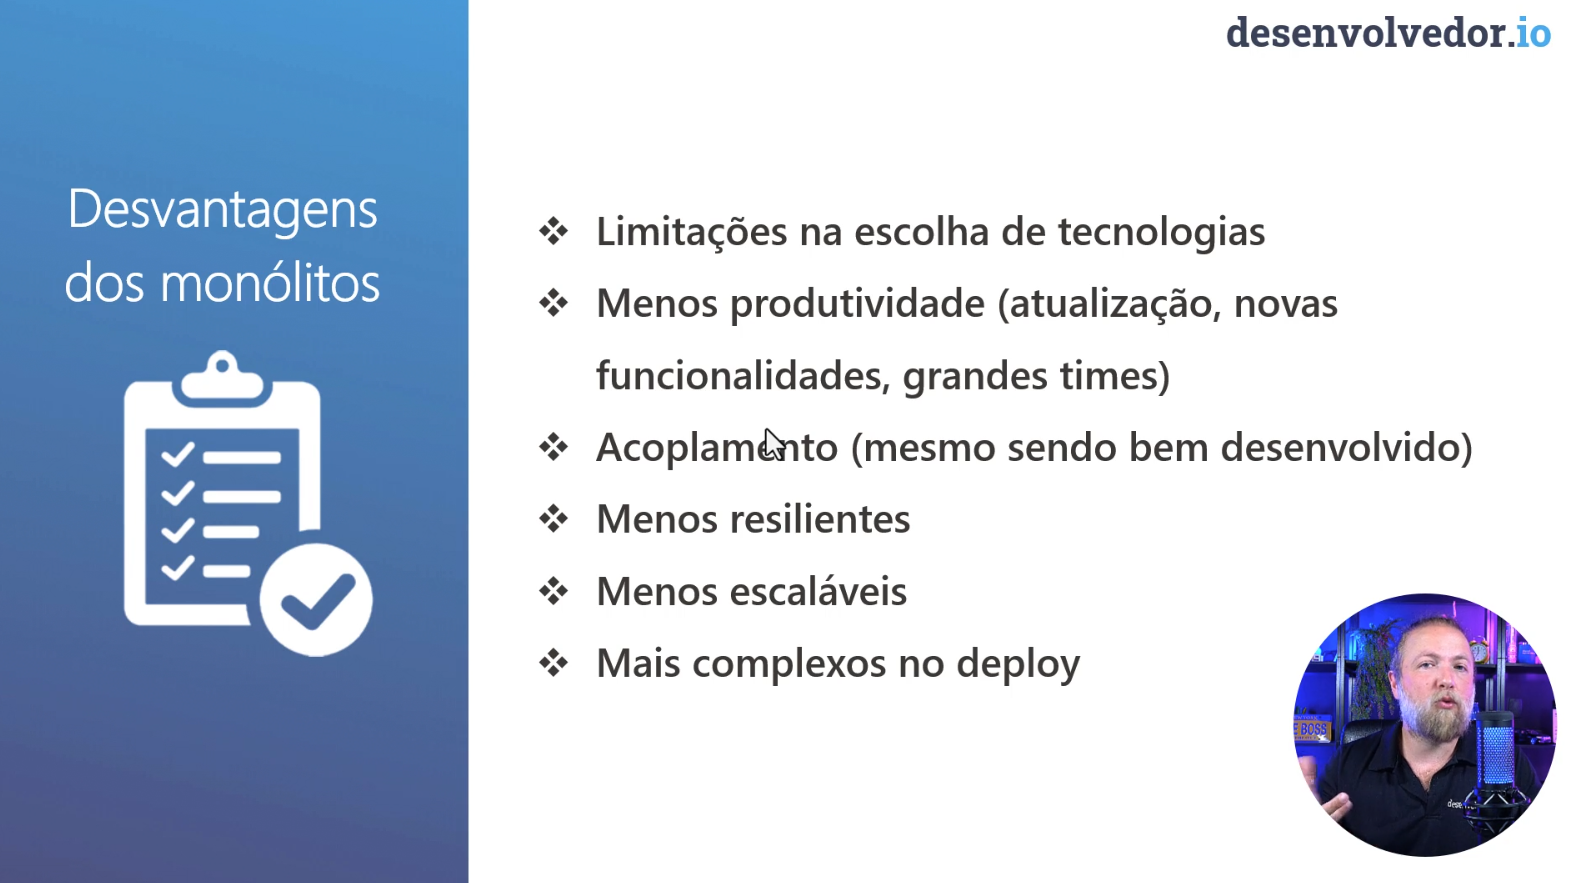 desenvolvedor.io
Desvantagens
dos monólitos
❖ Limitações na escolha de tecnologias
❖ Menos produtividade (atualização, novas
funcionalidades, grandes times)
❖ Acoplamento (mesmo sendo bem desenvolvido)
❖ Menos resilientes
❖ Menos escaláveis
❖ Mais complexos no deploy
BOSS